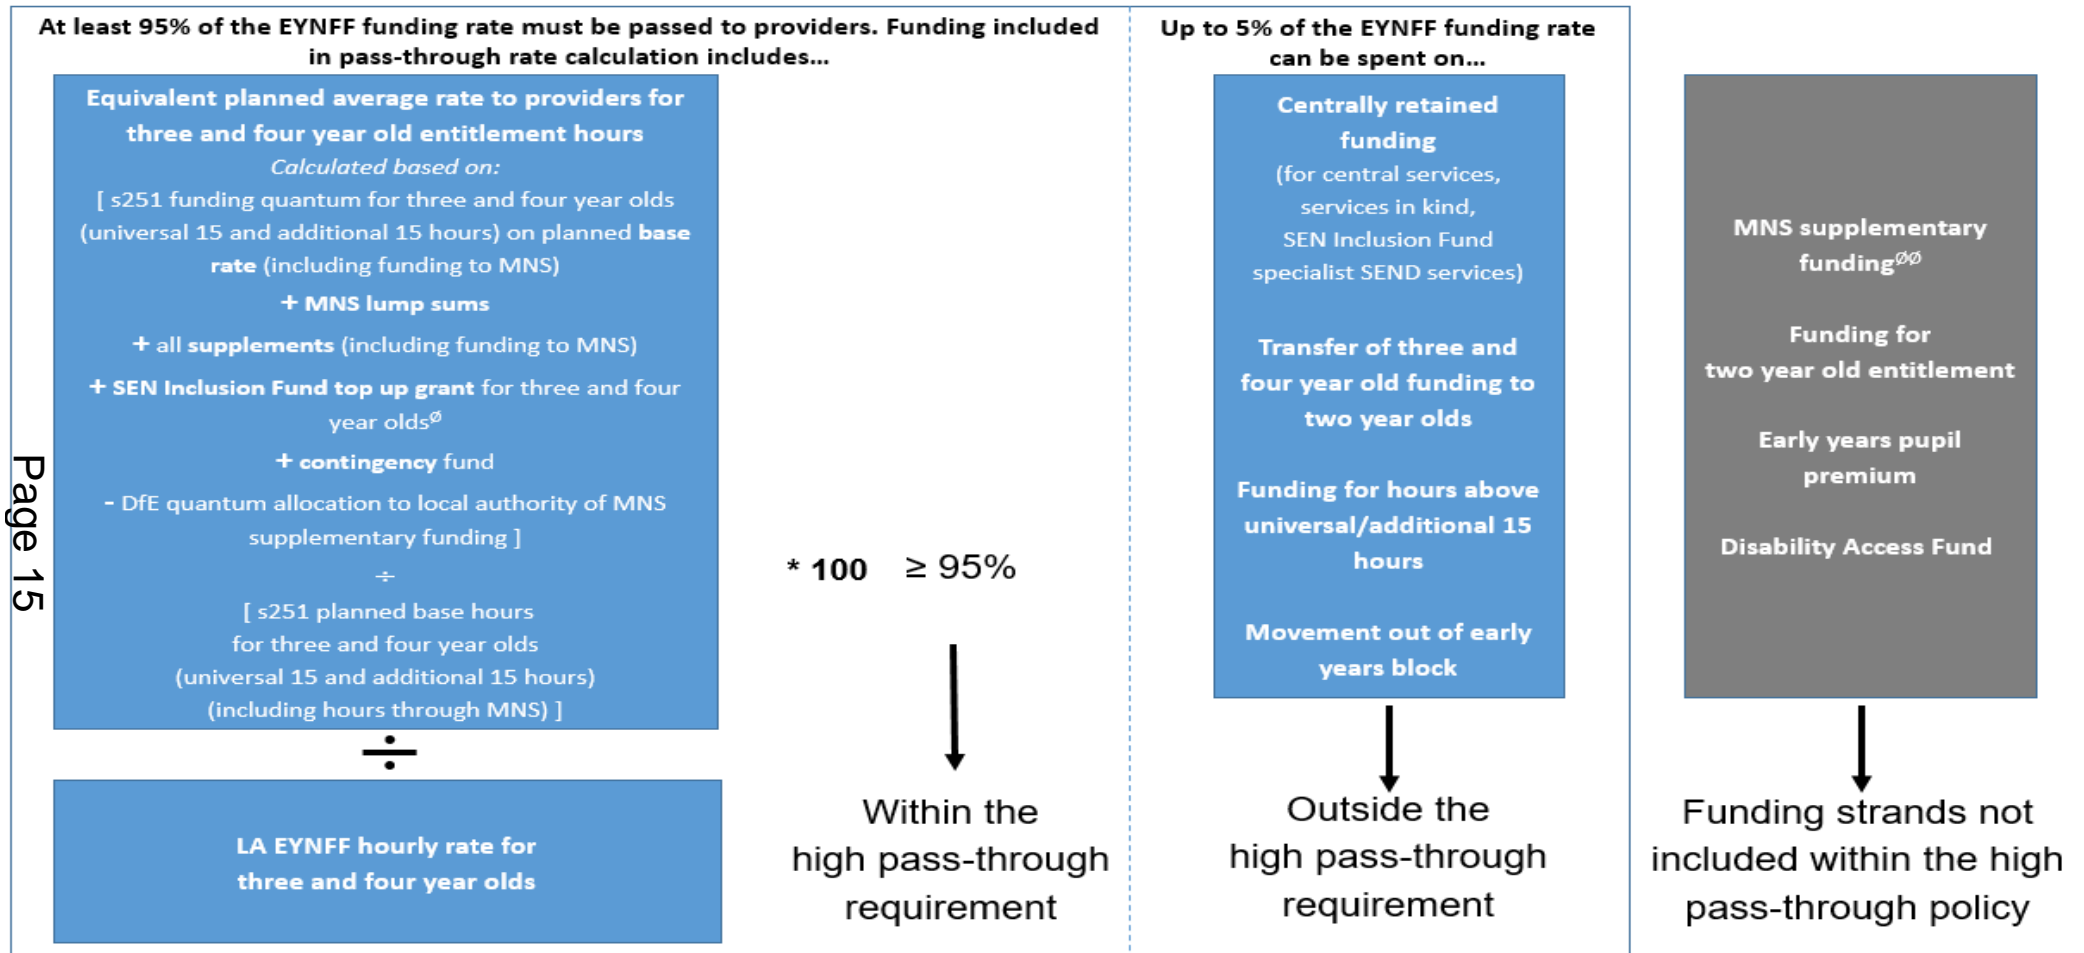 At least 95% of the EYNFF funding rate must be passed to providers. Funding included
in pass-through rate calculation includes...
Equivalent planned average rate to providers for
three and four year old entitlement hours
Calculated based on:
[ s251 funding quantum for three and four year olds
(universal 15 and additional 15 hours) on planned base
rate (including funding to MNS)
+ MNS lump sums
+ all supplements (including funding to MNS)
+ SEN Inclusion Fund top up grant for three and four
year olds^ø
+ contingency fund
- DfE quantum allocation to local authority of MNS
supplementary funding ]
÷
[ s251 planned base hours
for three and four year olds
(universal 15 and additional 15 hours)
(including hours through MNS) ]
÷
LA EYNFF hourly rate for
three and four year olds
* 100 ≥ 95%
Within the
high pass-through
requirement
Up to 5% of the EYNFF funding rate
can be spent on...
Centrally retained
funding
(for central services,
services in kind,
SEN Inclusion Fund
specialist SEND services)
Transfer of three and
four year old funding to
two year olds
Funding for hours above
universal/additional 15
hours
Movement out of early
years block
Outside the
high pass-through
requirement
MNS supplementary
funding^øø
Funding for
two year old entitlement
Early years pupil
premium
Disability Access Fund
Funding strands not
included within the high
pass-through policy
Page 15